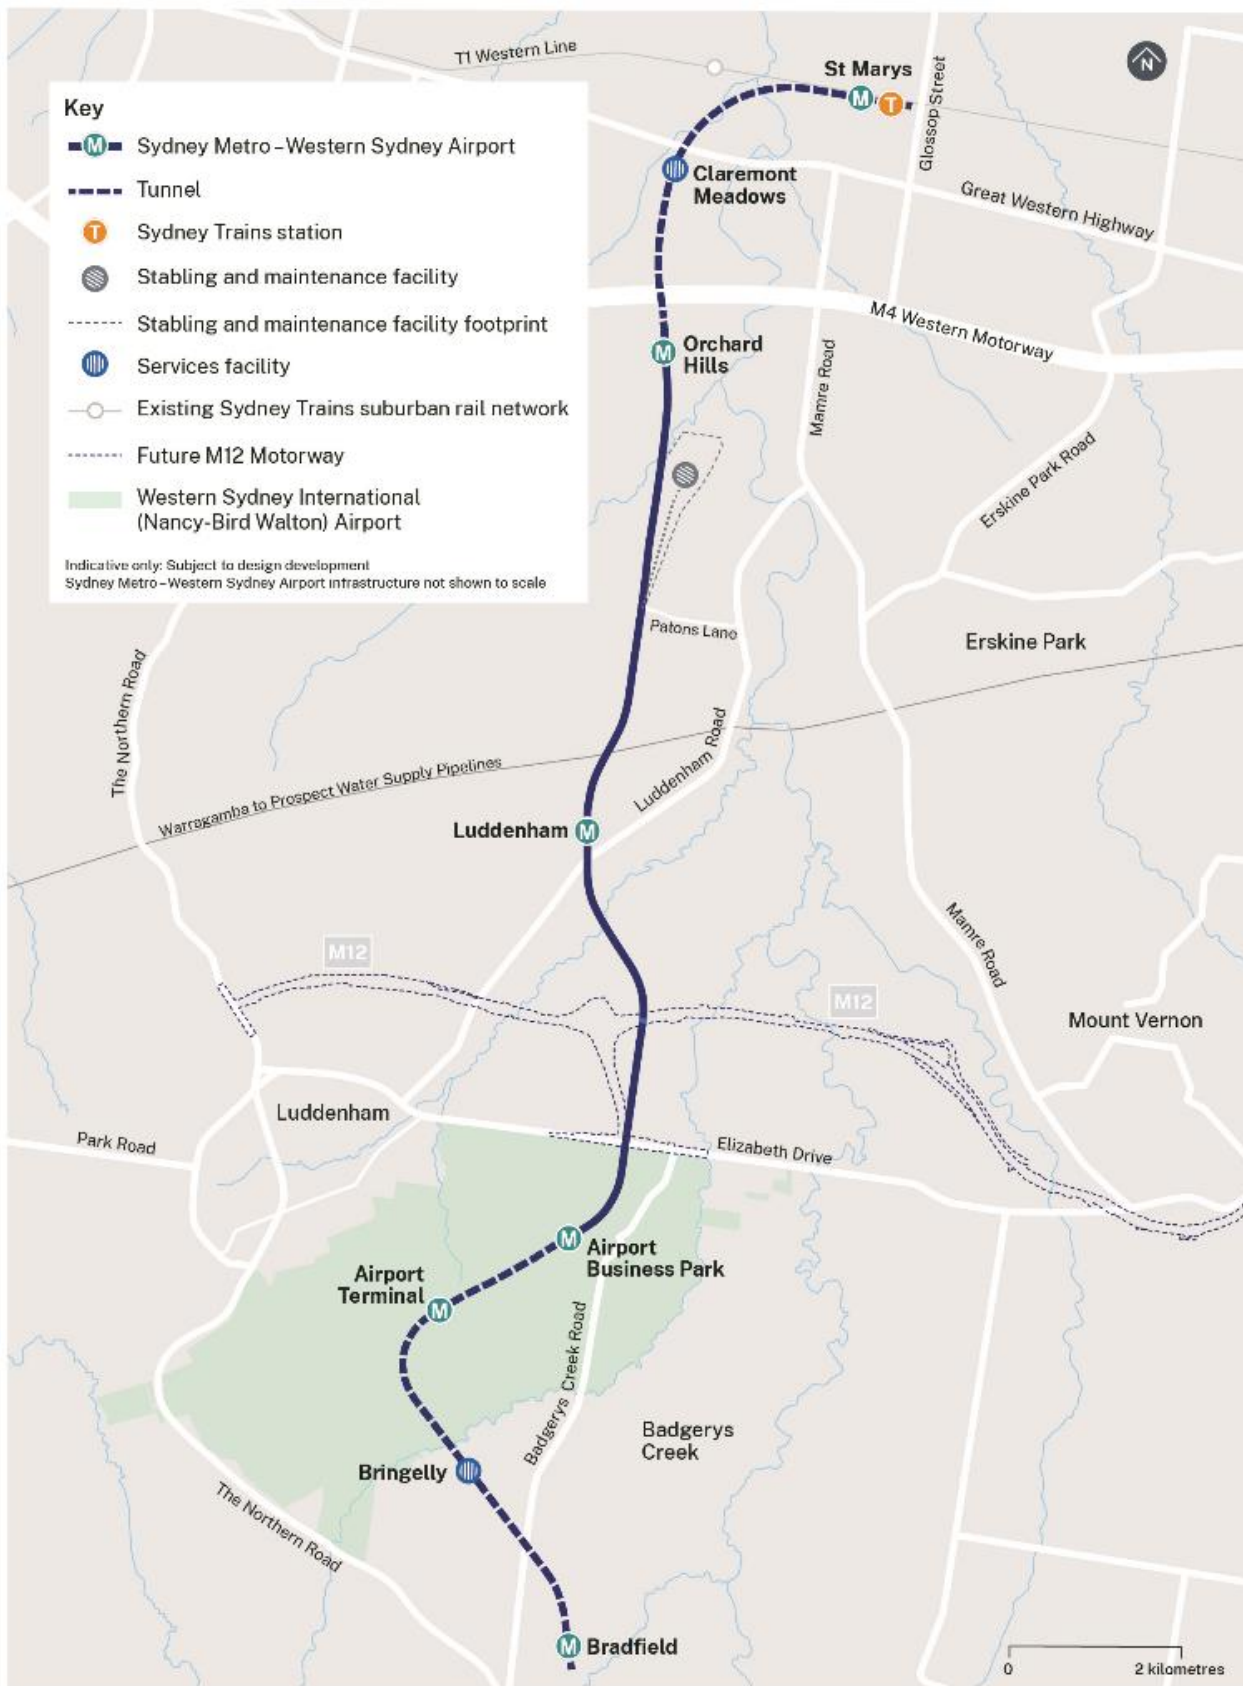 T1 Western Line
St Marys
N
M
T
Glossop Street
Key
M Sydney Metro – Western Sydney Airport
Tunnel
T Sydney Trains station
Stabling and maintenance facility
Stabling and maintenance facility footprint
Services facility
Existing Sydney Trains suburban rail network
Future M12 Motorway
Western Sydney International
(Nancy-Bird Walton) Airport
Indicative only: Subject to design development
Sydney Metro – Western Sydney Airport infrastructure not shown to scale
Claremont
Meadows
Great Western Highway
M4 Western Motorway
M
Orchard
Hills
Mamre Road
Erskine Park Road
Patons Lane
Erskine Park
The Northern Road
Luddenham Road
Warragamba to Prospect Water Supply Pipelines
Luddenham
M
Mamre Road
M12
M12
Mount Vernon
Luddenham
Park Road
Elizabeth Drive
M
Airport
Business Park
Airport
Terminal
M
Badgerys Creek Road
Badgerys
Creek
Bringelly
The Northern Road
M
Bradfield
0
2 kilometres